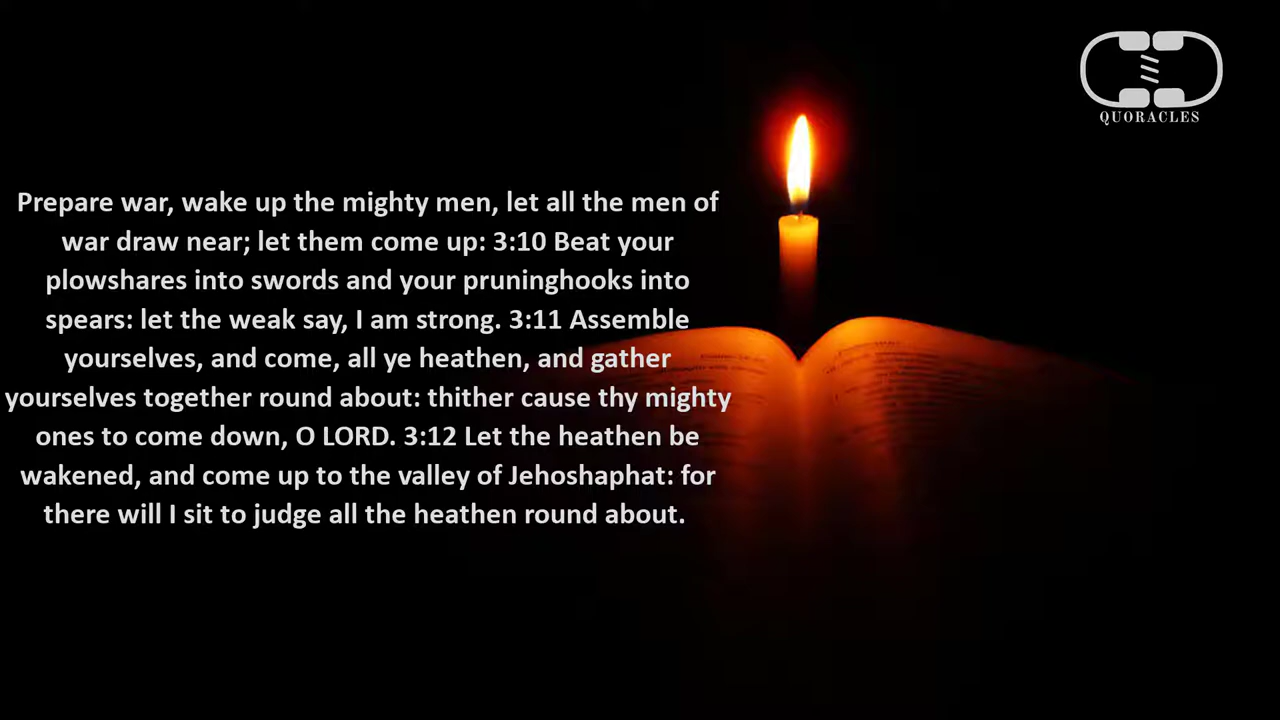 QUORACLES
Prepare war, wake up the mighty men, let all the men of
war draw near; let them come up: 3:10 Beat your
plowshares into swords and your pruninghooks into
spears: let the weak say, I am strong. 3:11 Assemble
yourselves, and come, all ye heathen, and gather
yourselves together round about: thither cause thy mighty
ones to come down, O LORD. 3:12 Let the heathen be
wakened, and come up to the valley of Jehoshaphat: for
there will I sit to judge all the heathen round about.